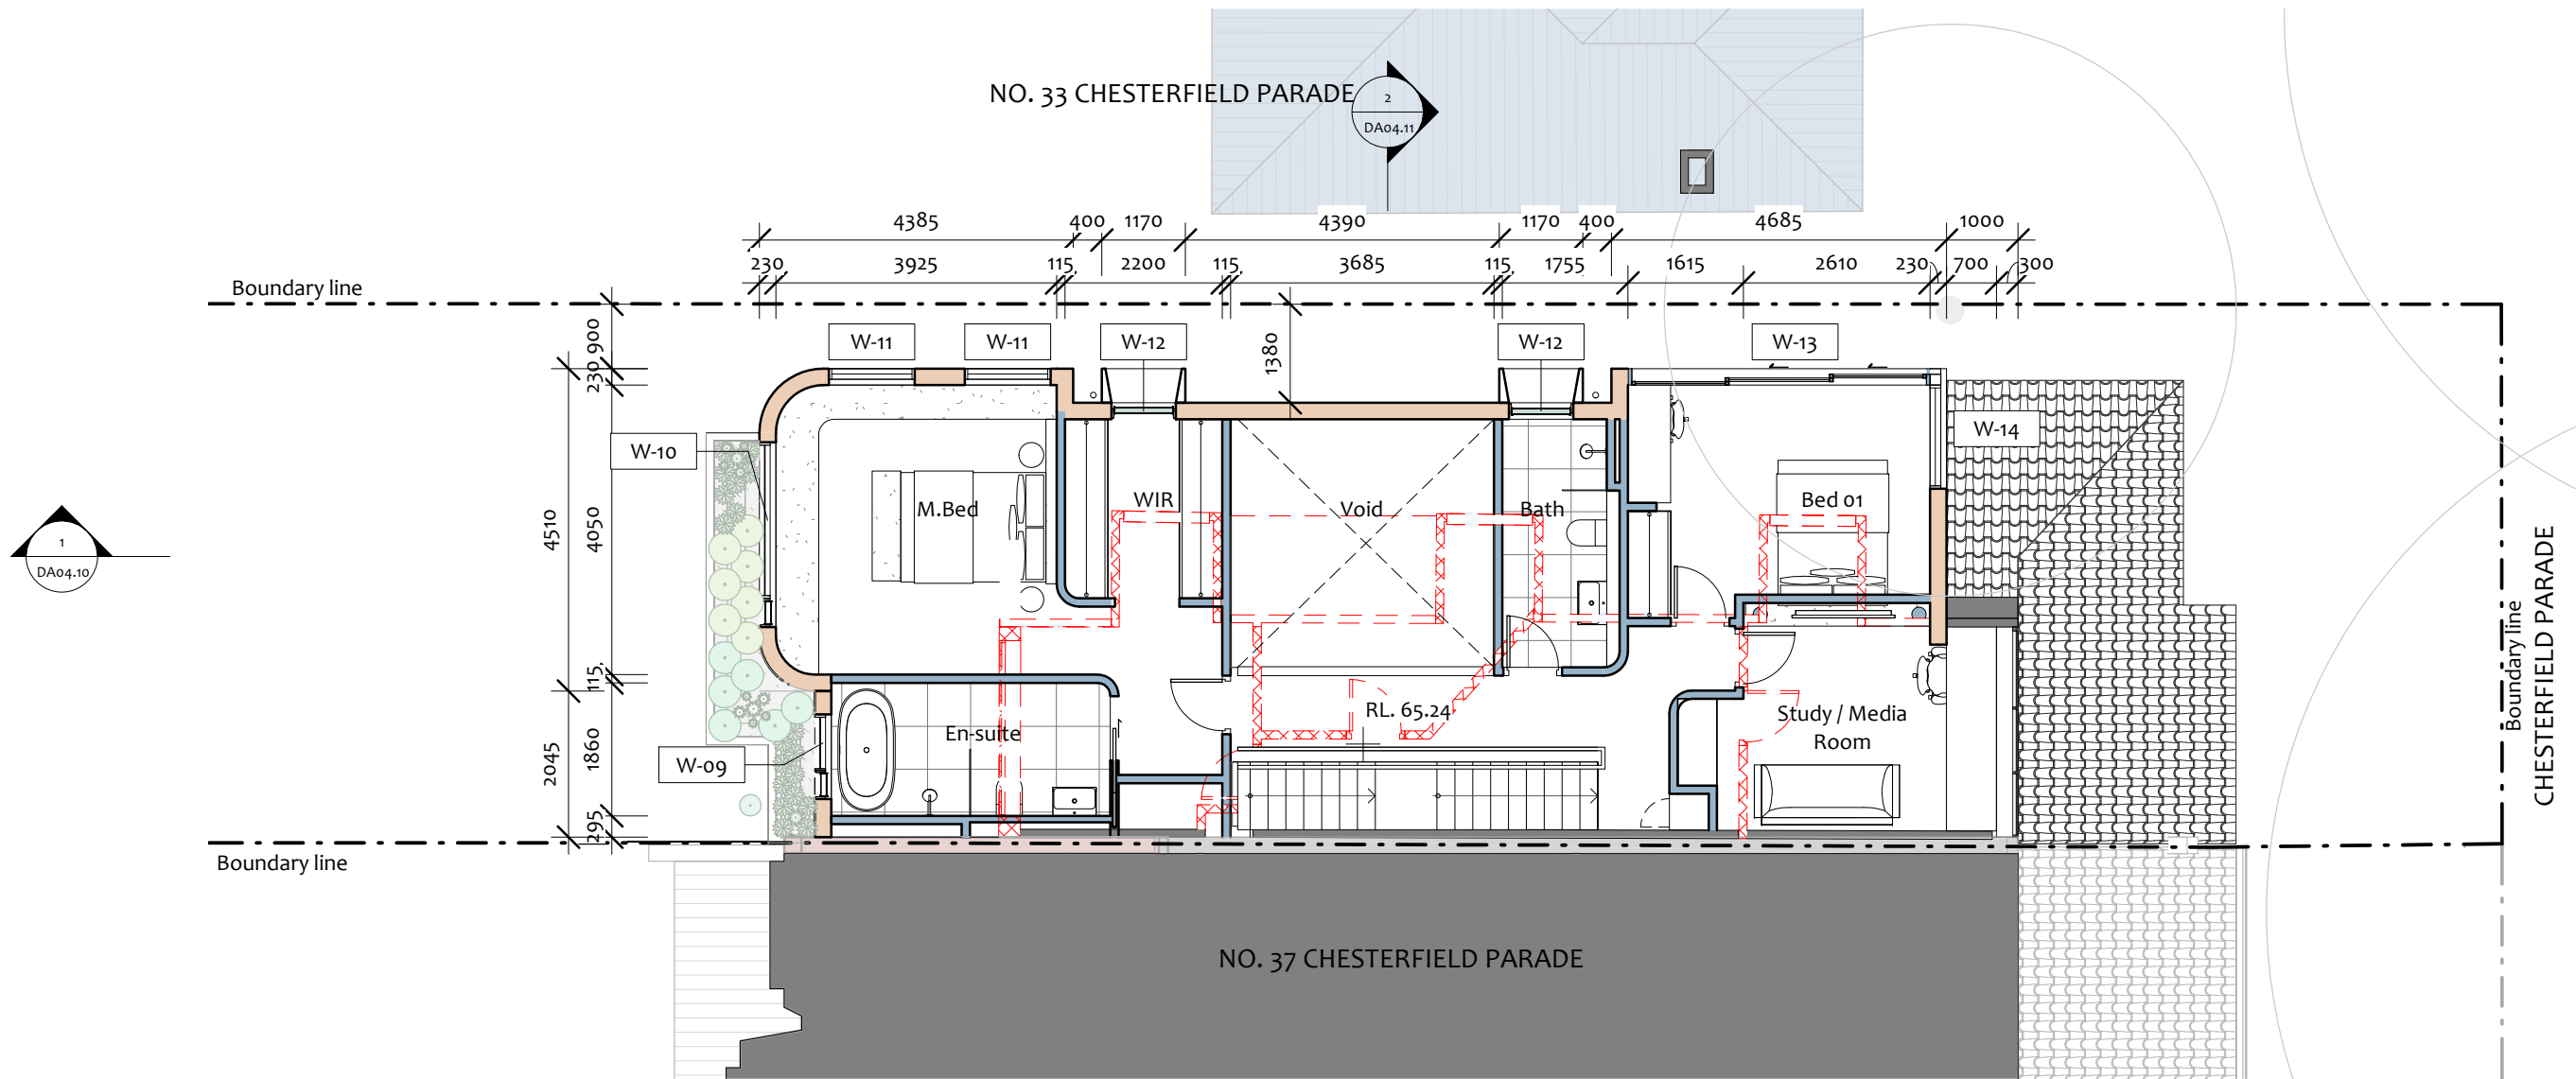 NO. 33 CHESTERFIELD PARADE
2
DA04.11
4385
400
1170
4390
1170
400
4685
1000
230
3925
115
2200
115
3685
115
1755
1615
2610
230
700
300
Boundary line
900
230
1380
W-11
W-11
W-12
W-12
W-13
W-14
W-10
M.Bed
WIR
Void
Bath
Bed 01
4510
4050
1
DA04.10
115
2045
1860
295
W-09
En-suite
RL. 65.24
Study / Media
Room
Boundary line
CHESTERFIELD PARADE
Boundary line
NO. 37 CHESTERFIELD PARADE